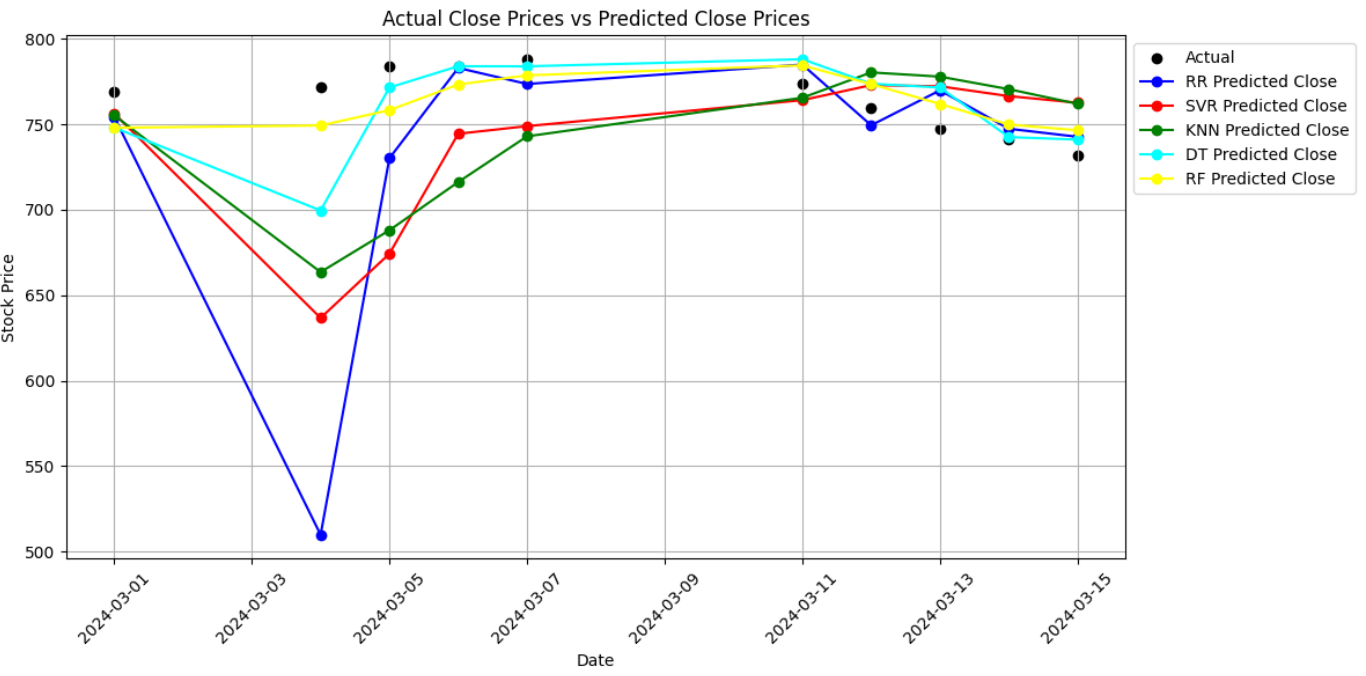 Actual Close Prices vs Predicted Close Prices
800
750
700
650
600
550
500
Stock Price
2024-03-01
2024-03-03
2024-03-05
2024-03-07
2024-03-09
2024-03-11
2024-03-13
2024-03-15
Date
Actual
RR Predicted Close
SVR Predicted Close
KNN Predicted Close
DT Predicted Close
RF Predicted Close